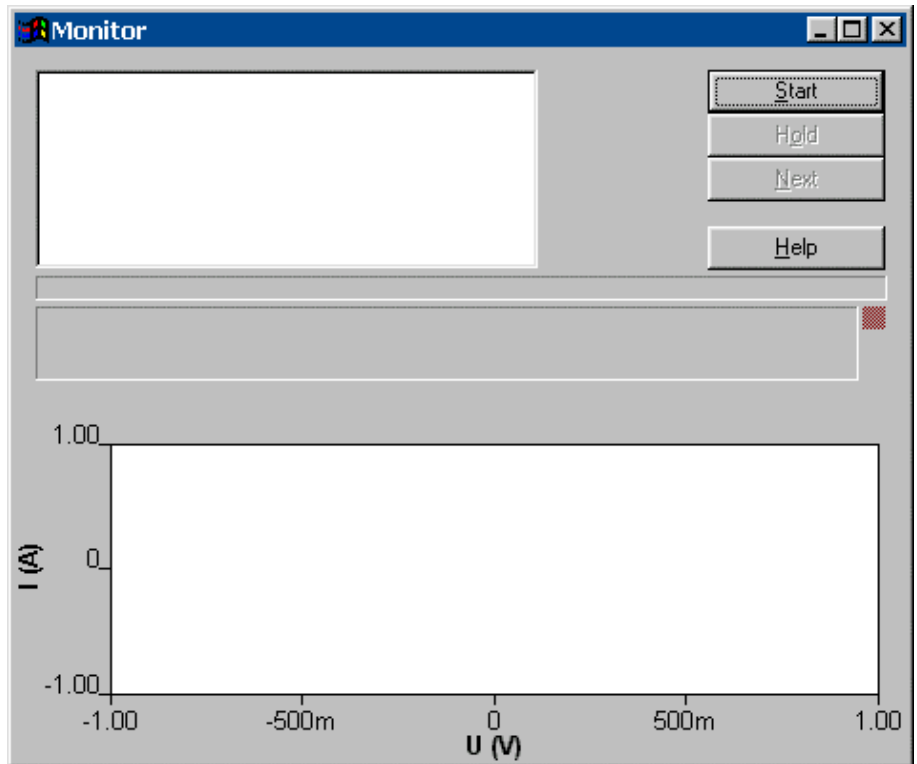 Monitor
Start
Hold
Next
Help
1.00
0
-1.00
I (A)
-1.00 -500m 0 500m 1.00
U (V)